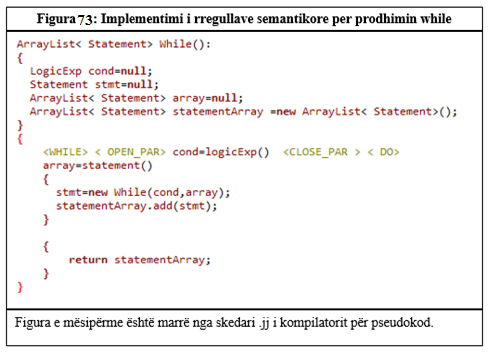 Figura 73: Implementimi i rregullave semantikore per prodhimin while
ArrayList< Statement> While():
{
LogicExp cond=null;
Statement stmt=null;
ArrayList< Statement> array=null;
ArrayList< Statement> statementArray =new ArrayList< Statement>();
}
{
<WHILE> < OPEN_PAR> cond=logicExp() <CLOSE_PAR > < DO>
array=statement()
{
stmt=new While(cond,array);
statementArray.add(stmt);
}
{
return statementArray;
}
}
Figura e mësipërme është marrë nga skedari .jj i kompilatorit për pseudokod.